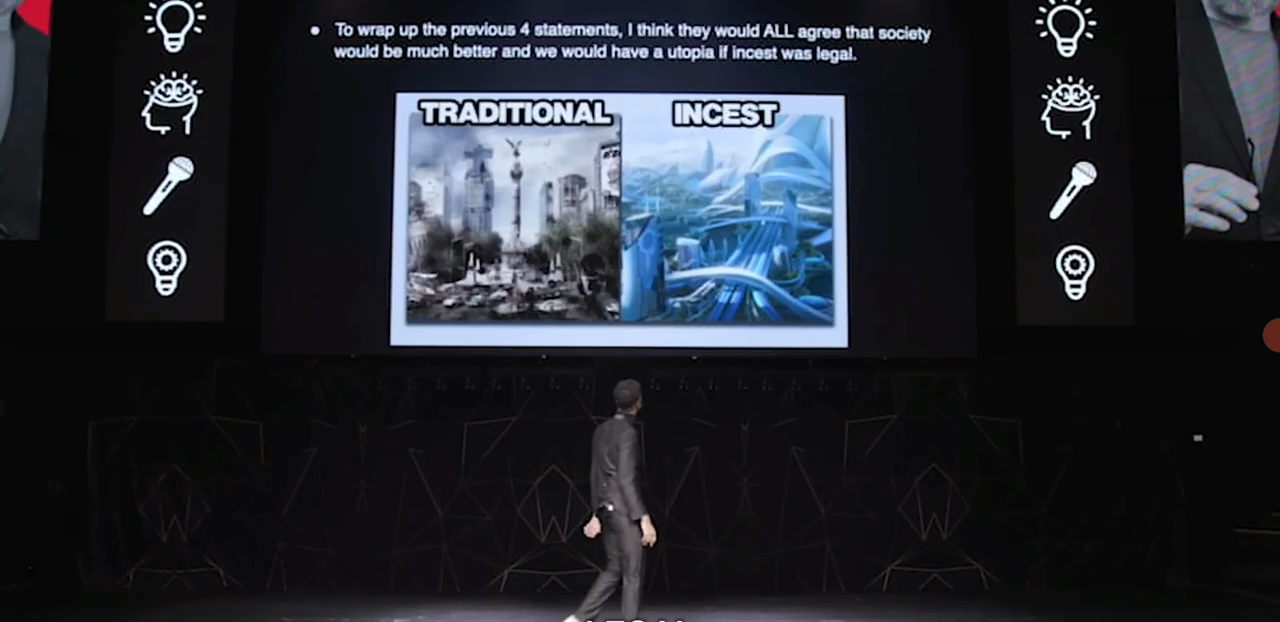 • To wrap up the previous 4 statements, I think they would ALL agree that society
would be much better and we would have a utopia if incest was legal.
TRADITIONAL INCEST